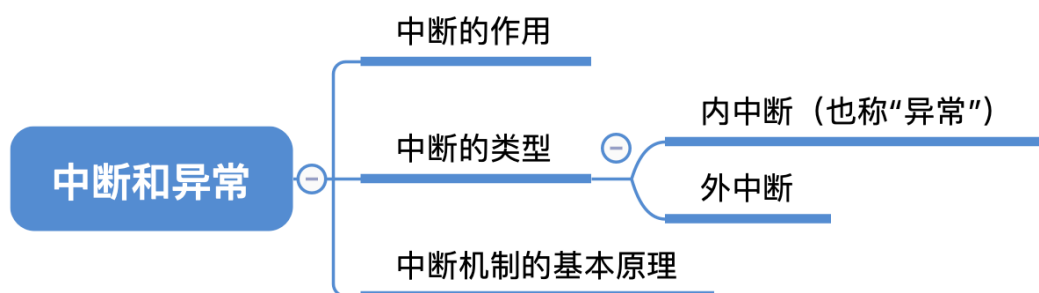 中断和异常
中断的作用
中断的类型
内中断（也称“异常”）
外中断
中断机制的基本原理